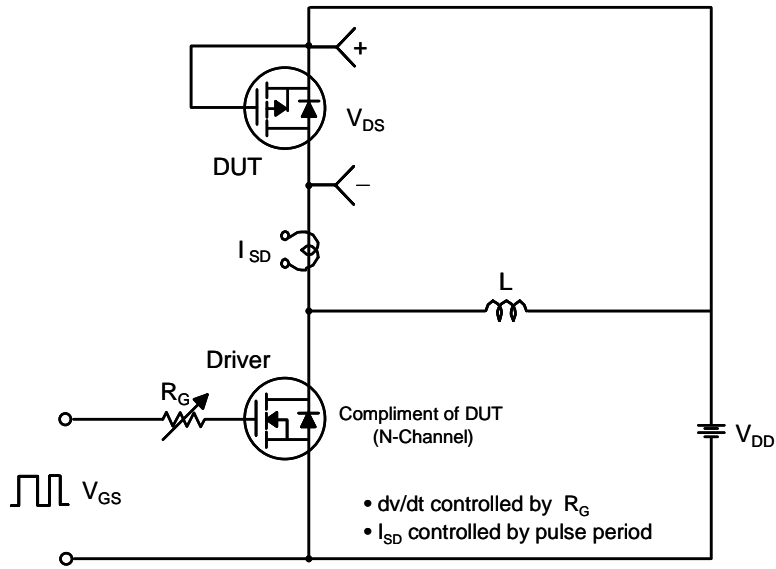 +
V_DS
DUT
–
I_SD
L
Driver
R_G
Compliment of DUT
(N-Channel)
V_DD
V_GS
• dv/dt controlled by R_G
• I_SD controlled by pulse period